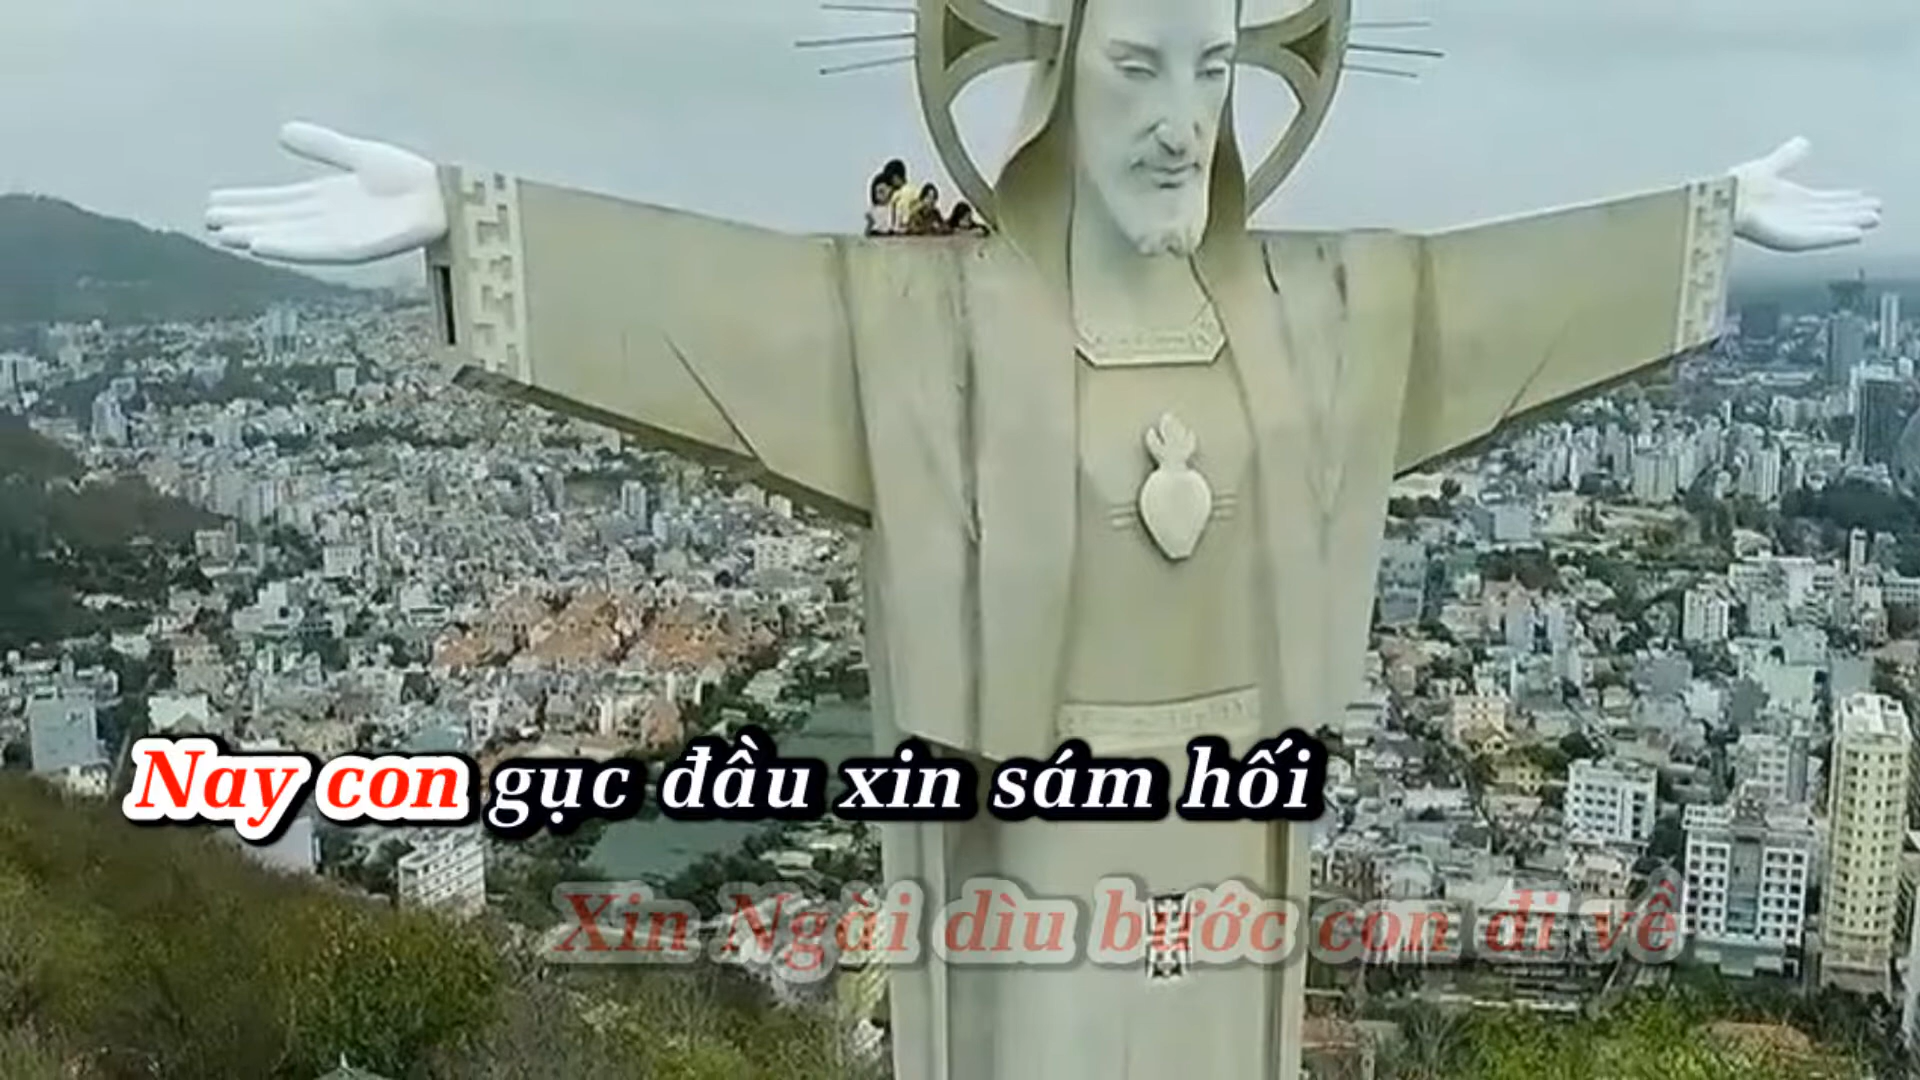 Nay con gục đầu xin sám hối
Xin Ngài dìu bước con đi về